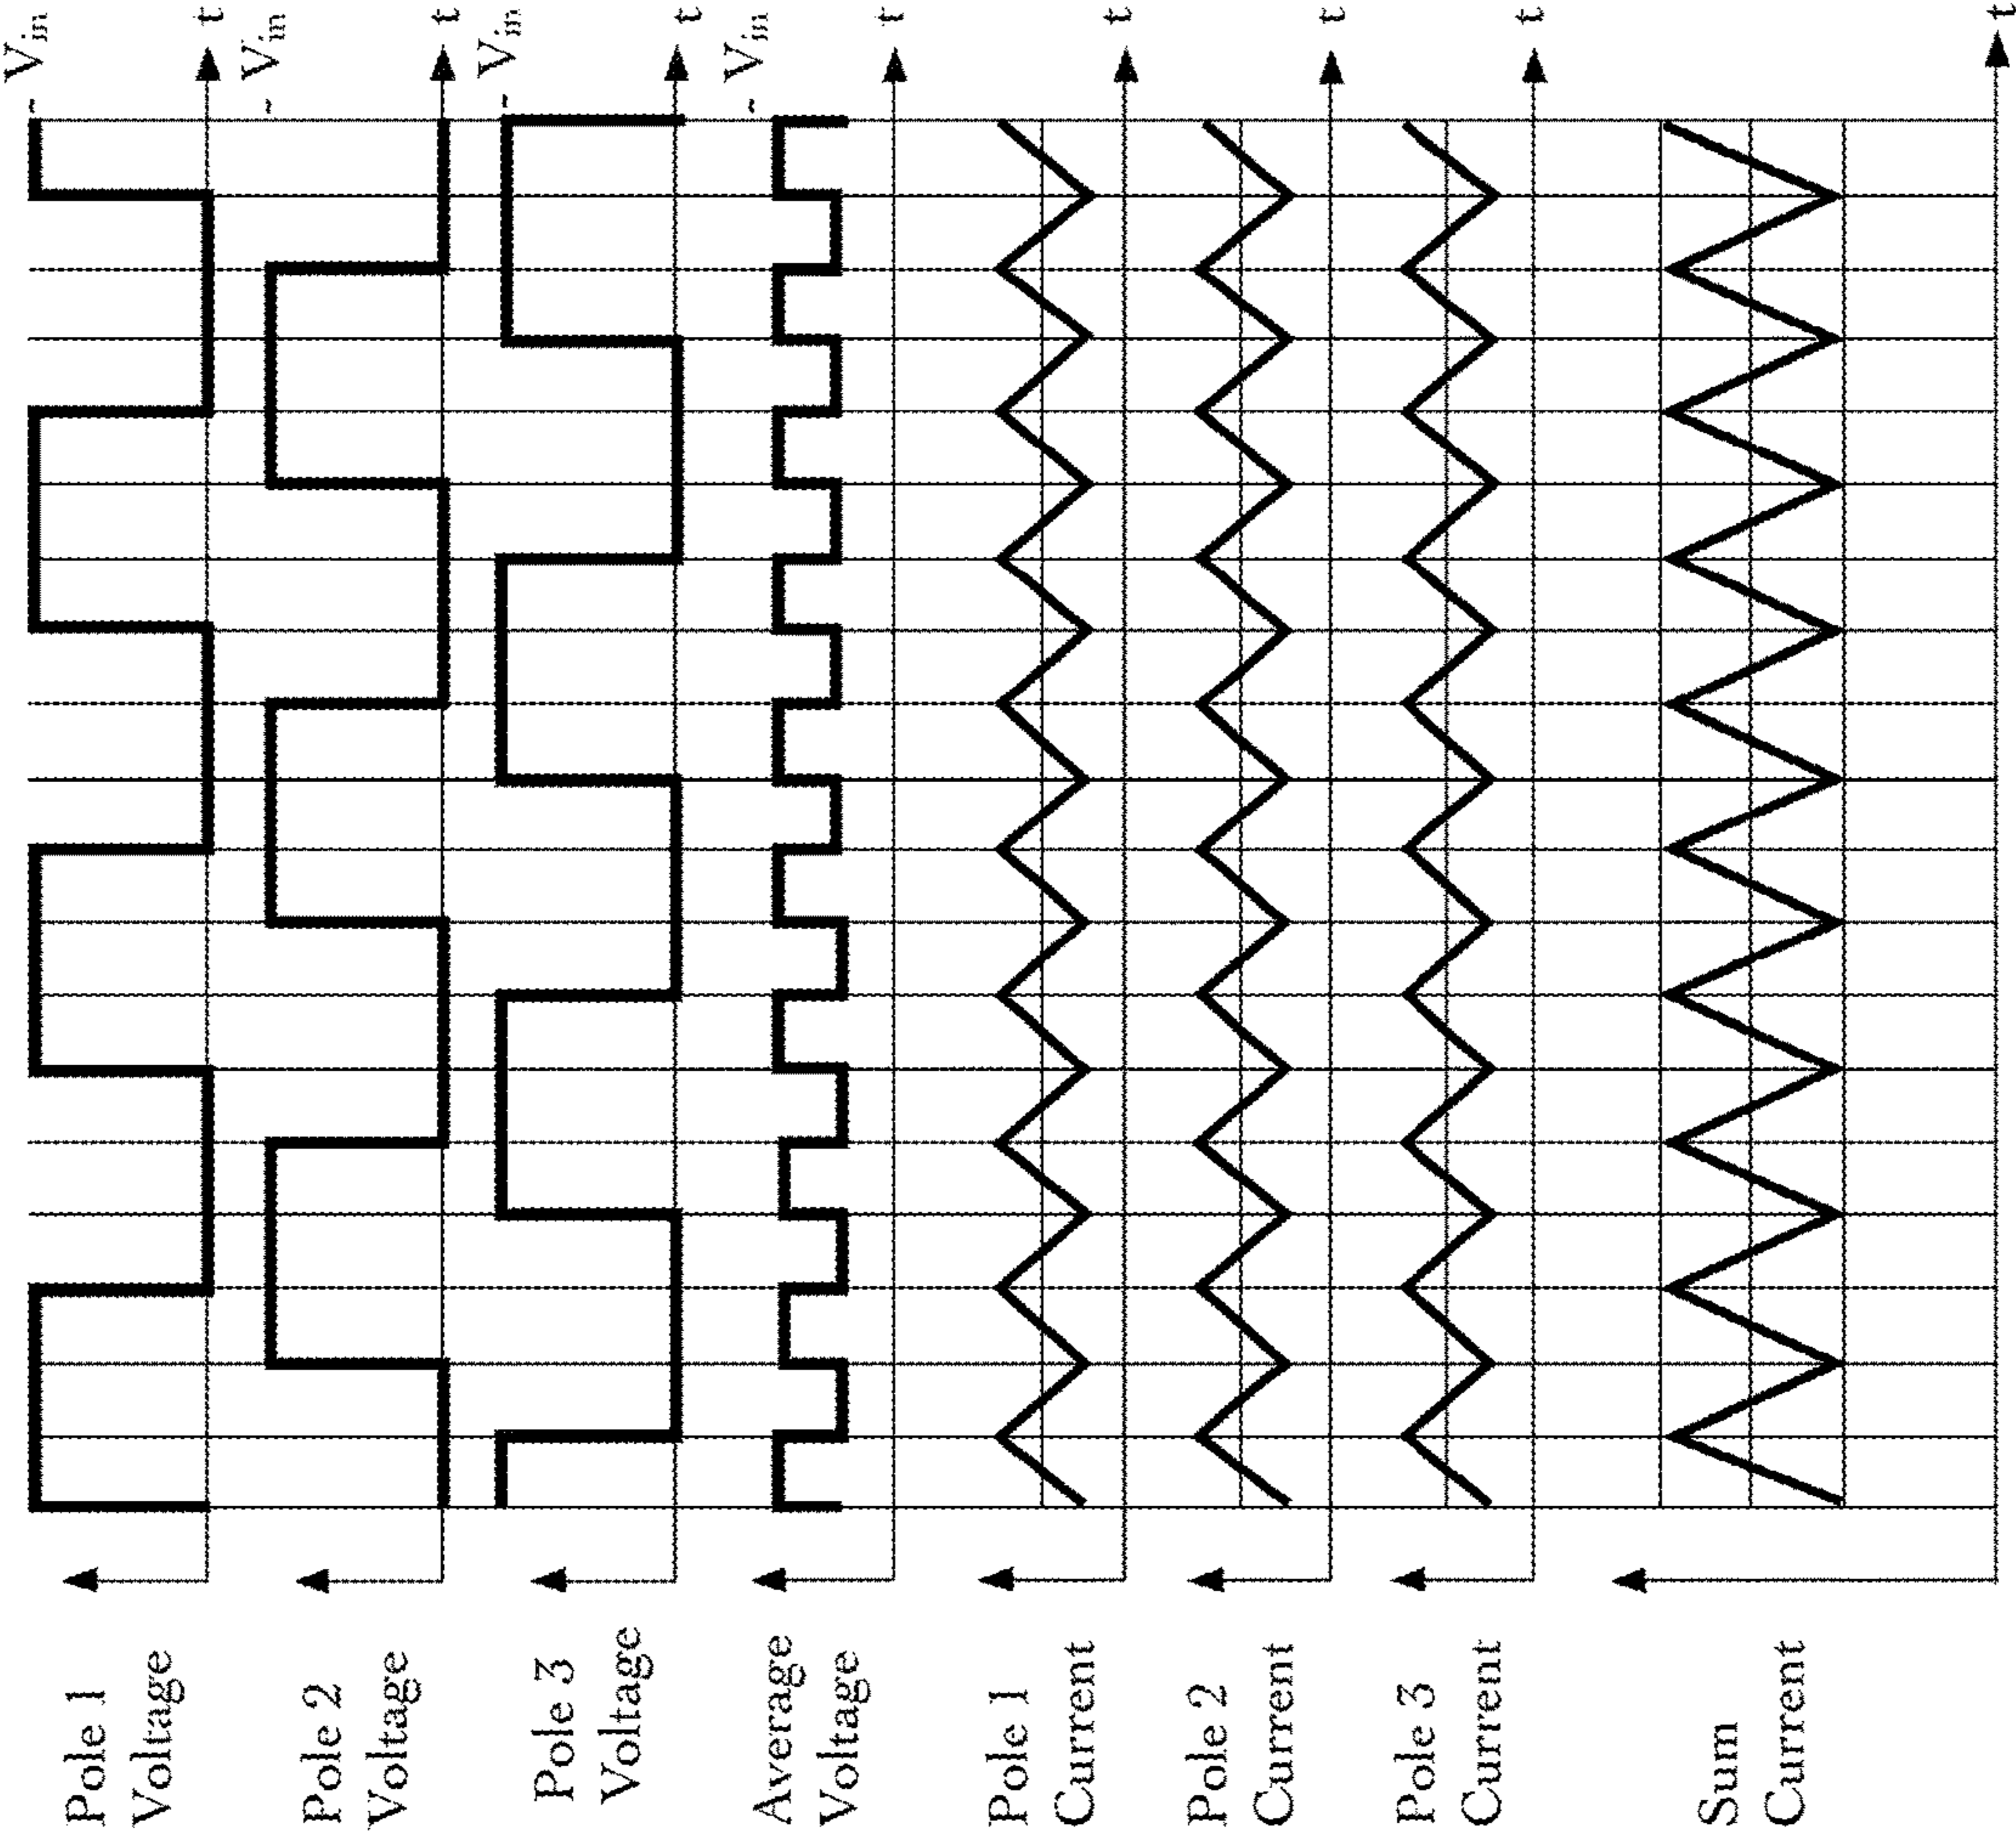 Pole 1
Voltage
~ V_in
t
Pole 2
Voltage
~ V_in
t
Pole 3
Voltage
~ V_in
t
Average
Voltage
~ V_in
t
Pole 1
Current
t
Pole 2
Current
t
Pole 3
Current
t
Sum
Current
t